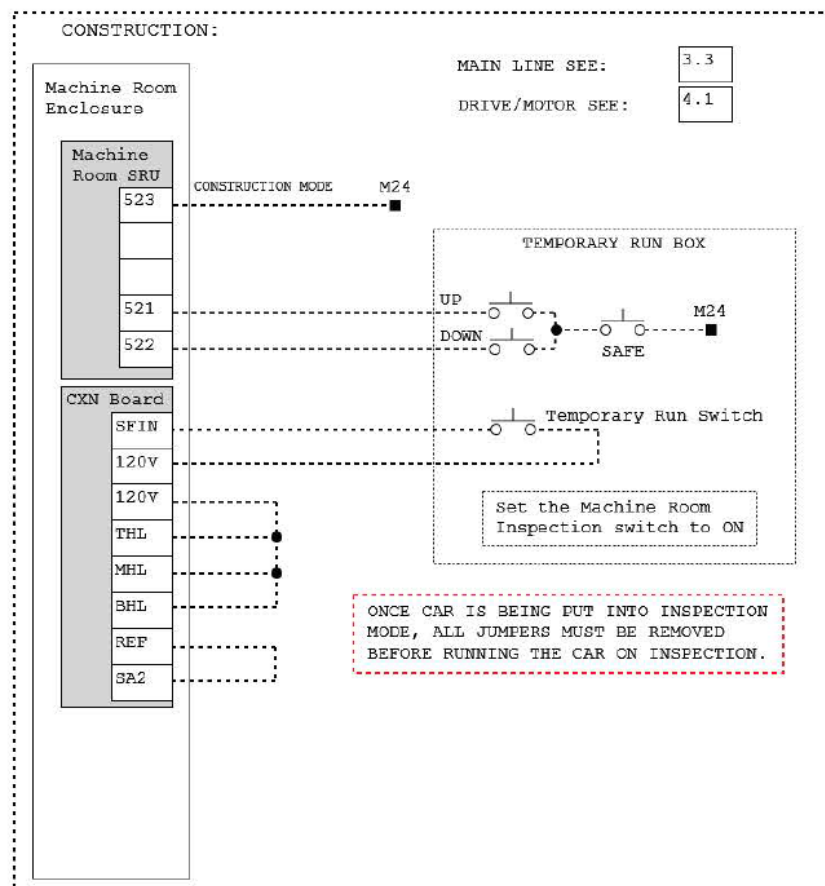 CONSTRUCTION:
MAIN LINE SEE: 3.3
DRIVE/MOTOR SEE: 4.1
Machine Room
Enclosure
Machine
Room SRU
523
CONSTRUCTION MODE
M24
521
522
TEMPORARY RUN BOX
UP
DOWN
SAFE
M24
CXN Board
SFIN
120v
120v
THL
MHL
BHL
REF
SA2
Temporary Run Switch
Set the Machine Room
Inspection switch to ON
ONCE CAR IS BEING PUT INTO INSPECTION
MODE, ALL JUMPERS MUST BE REMOVED
BEFORE RUNNING THE CAR ON INSPECTION.